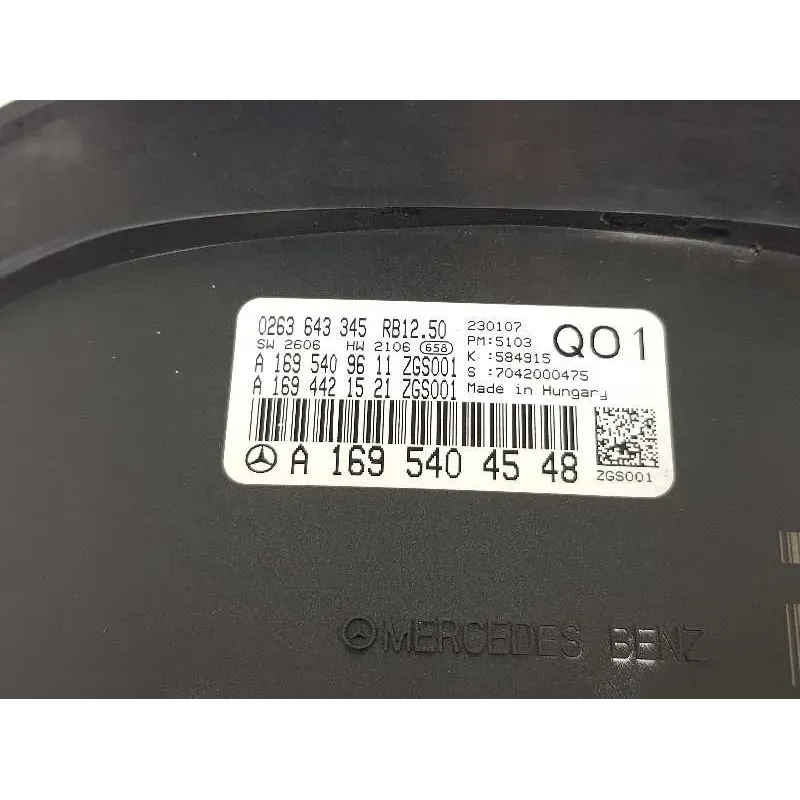 0263 643 345 RB12.50 230107
SW 2606 HW 2106 658 PM:5103
A 169 540 96 11 ZGS001 K :584915
A 169 442 15 21 ZGS001 S :7042000475
Q01
Made in Hungary
A 169 540 45 48
ZGS001
MERCEDES BENZ